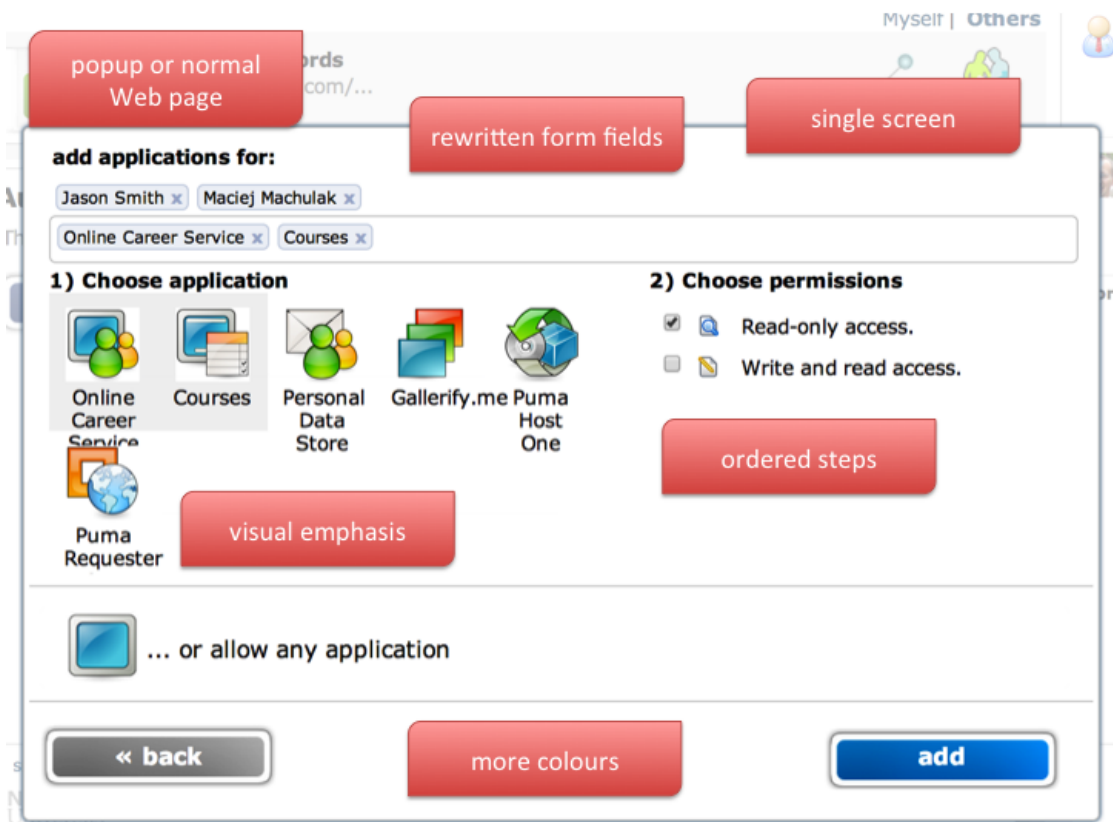 Myself | Others
popup or normal
Web page
ords
com/...
rewritten form fields
single screen
add applications for:
Jason Smith x Maciej Machulak x
Online Career Service x Courses x
1) Choose application
2) Choose permissions
Read-only access.
Write and read access.
Online
Career
Service
Courses
Personal
Data
Store
Gallerify.me
Puma
Host
One
ordered steps
Puma
Requester
visual emphasis
... or allow any application
« back
more colours
add